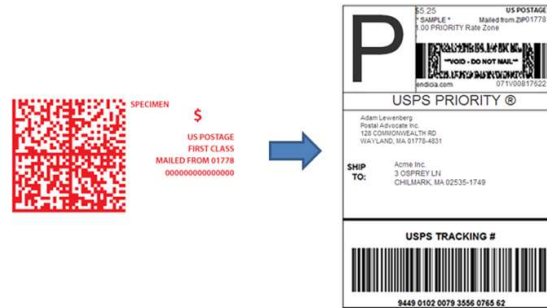 SPECIMEN
$
US POSTAGE
FIRST CLASS
MAILED FROM 01778
000000000000000
P
$5.25 US POSTAGE
* SAMPLE * Mailed from ZIP 01778
1.00 PRIORITY Rate Zone
**VOID - DO NOT MAIL**
endicia.com 071V00817622
USPS PRIORITY ®
Adam Lewenberg
Postal Advocate Inc.
128 COMMONWEALTH RD
WAYLAND, MA 01778-4831
SHIP TO:
Acme Inc.
3 OSPREY LN
CHILMARK, MA 02535-1749
USPS TRACKING #
9449 0102 0079 3556 0765 62